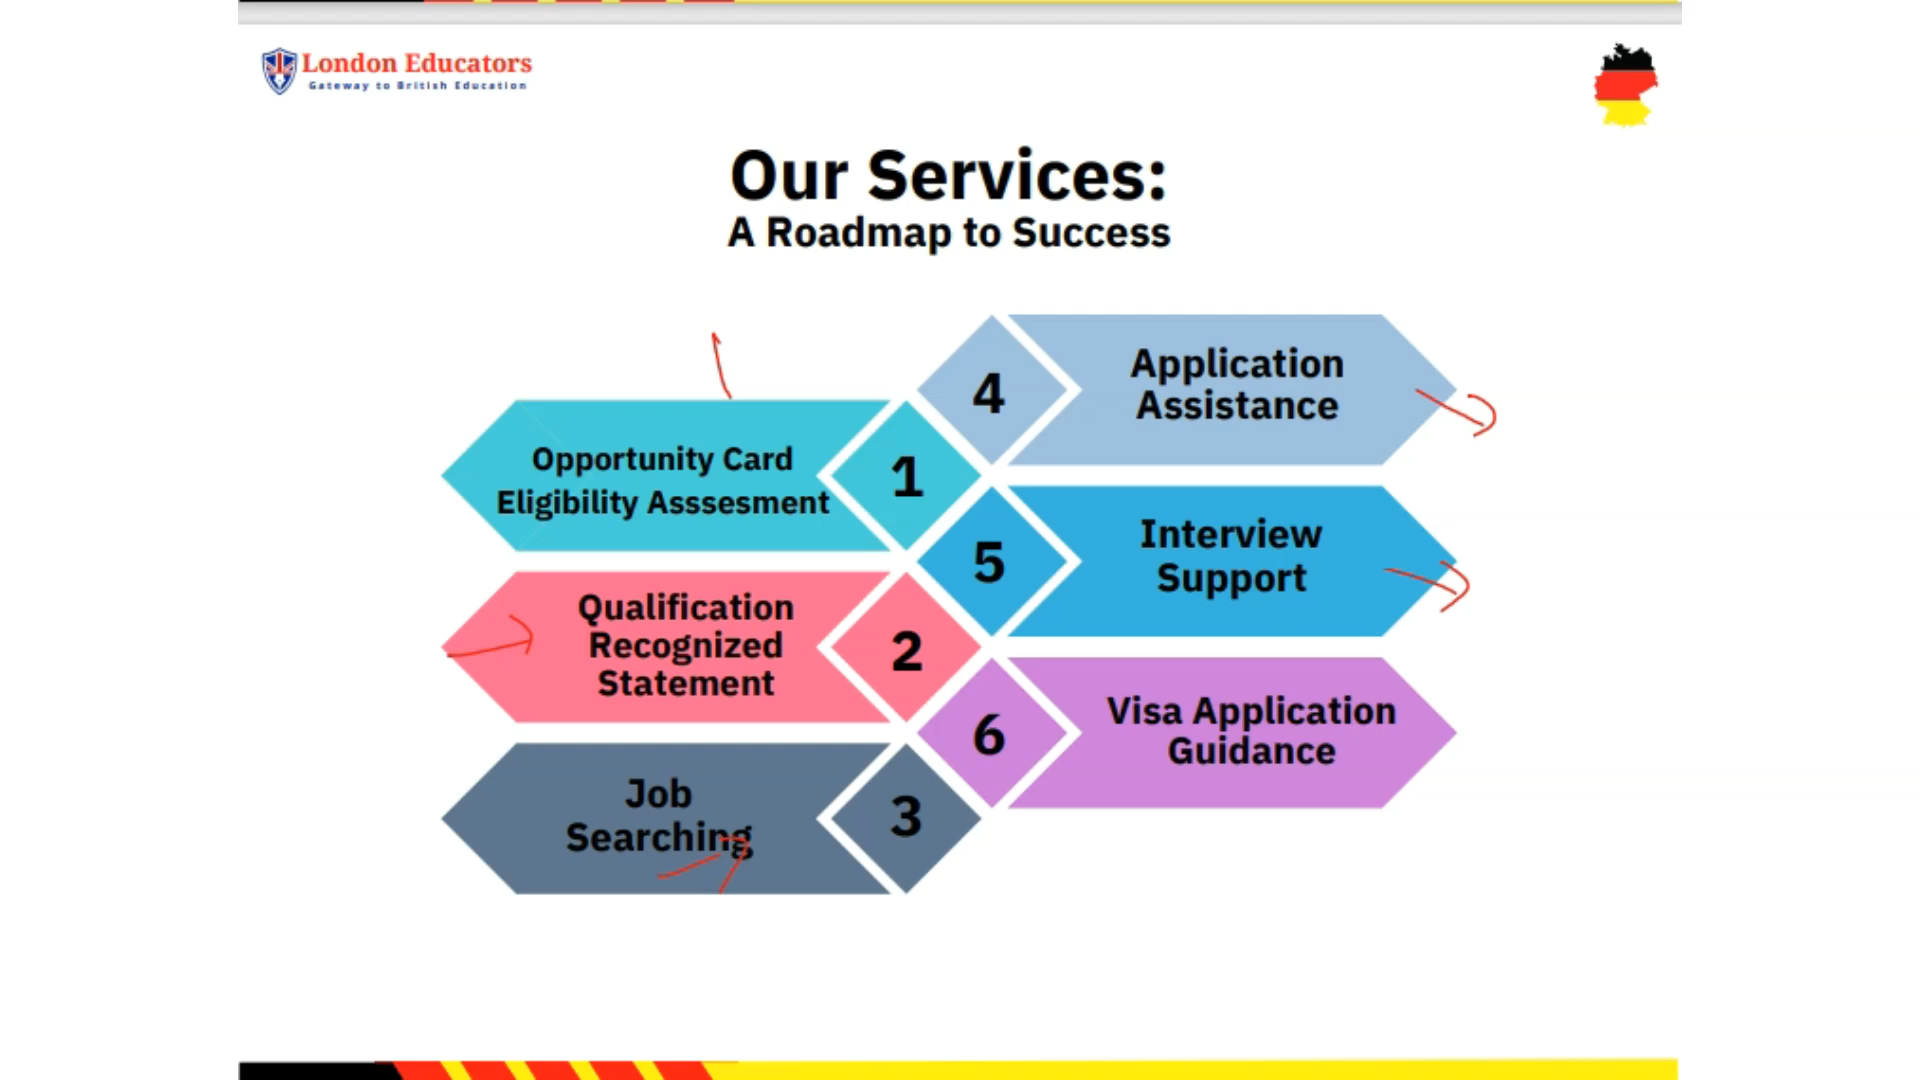 London Educators
Gateway to British Education
Our Services:
A Roadmap to Success
1
Opportunity Card
Eligibility Asssesment
2
Qualification
Recognized
Statement
3
Job
Searching
4
Application
Assistance
5
Interview
Support
6
Visa Application
Guidance